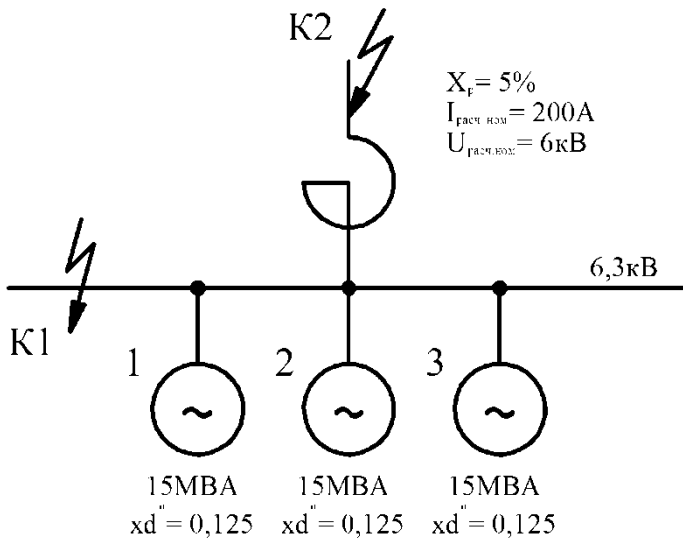 К2
Xр= 5%
Iрасч.ном= 200А
Uрасч.ном= 6кВ
6,3кВ
К1
1
2
3
~
~
~
15МВА
15МВА
15МВА
xd"= 0,125
xd"= 0,125
xd"= 0,125